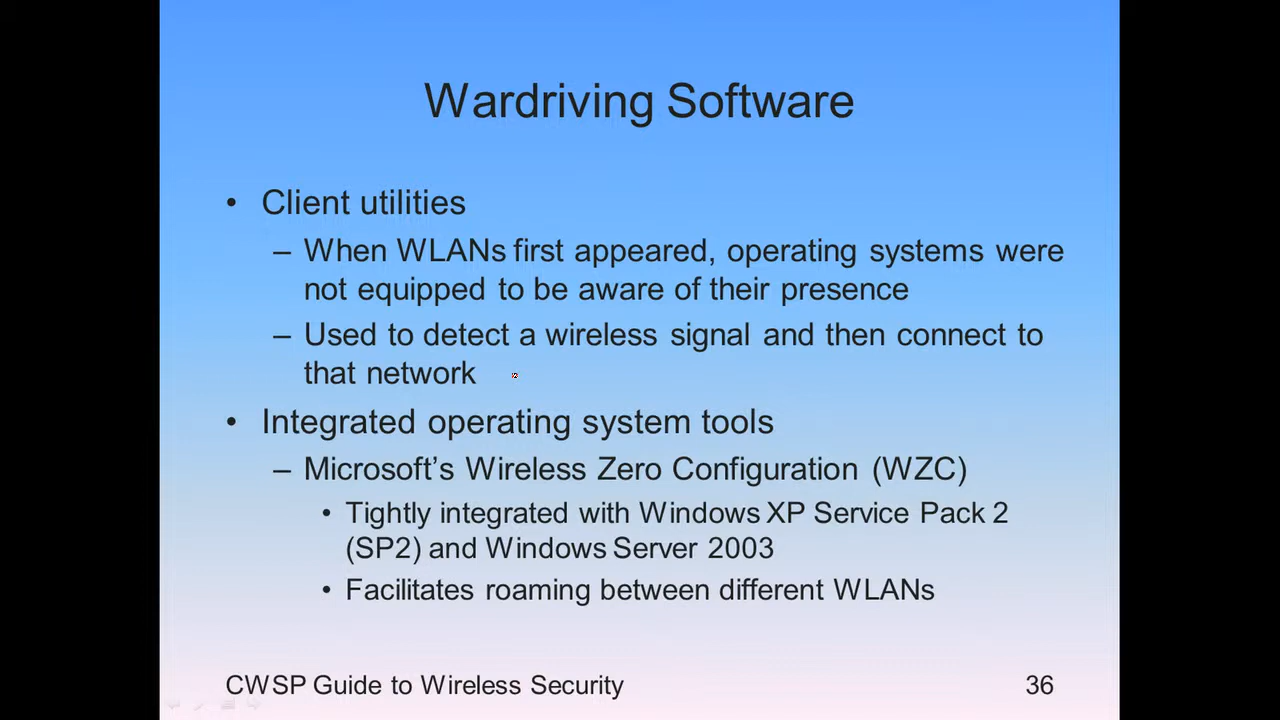 Wardriving Software
• Client utilities
– When WLANs first appeared, operating systems were
not equipped to be aware of their presence
– Used to detect a wireless signal and then connect to
that network
• Integrated operating system tools
– Microsoft’s Wireless Zero Configuration (WZC)
• Tightly integrated with Windows XP Service Pack 2
(SP2) and Windows Server 2003
• Facilitates roaming between different WLANs
CWSP Guide to Wireless Security
36